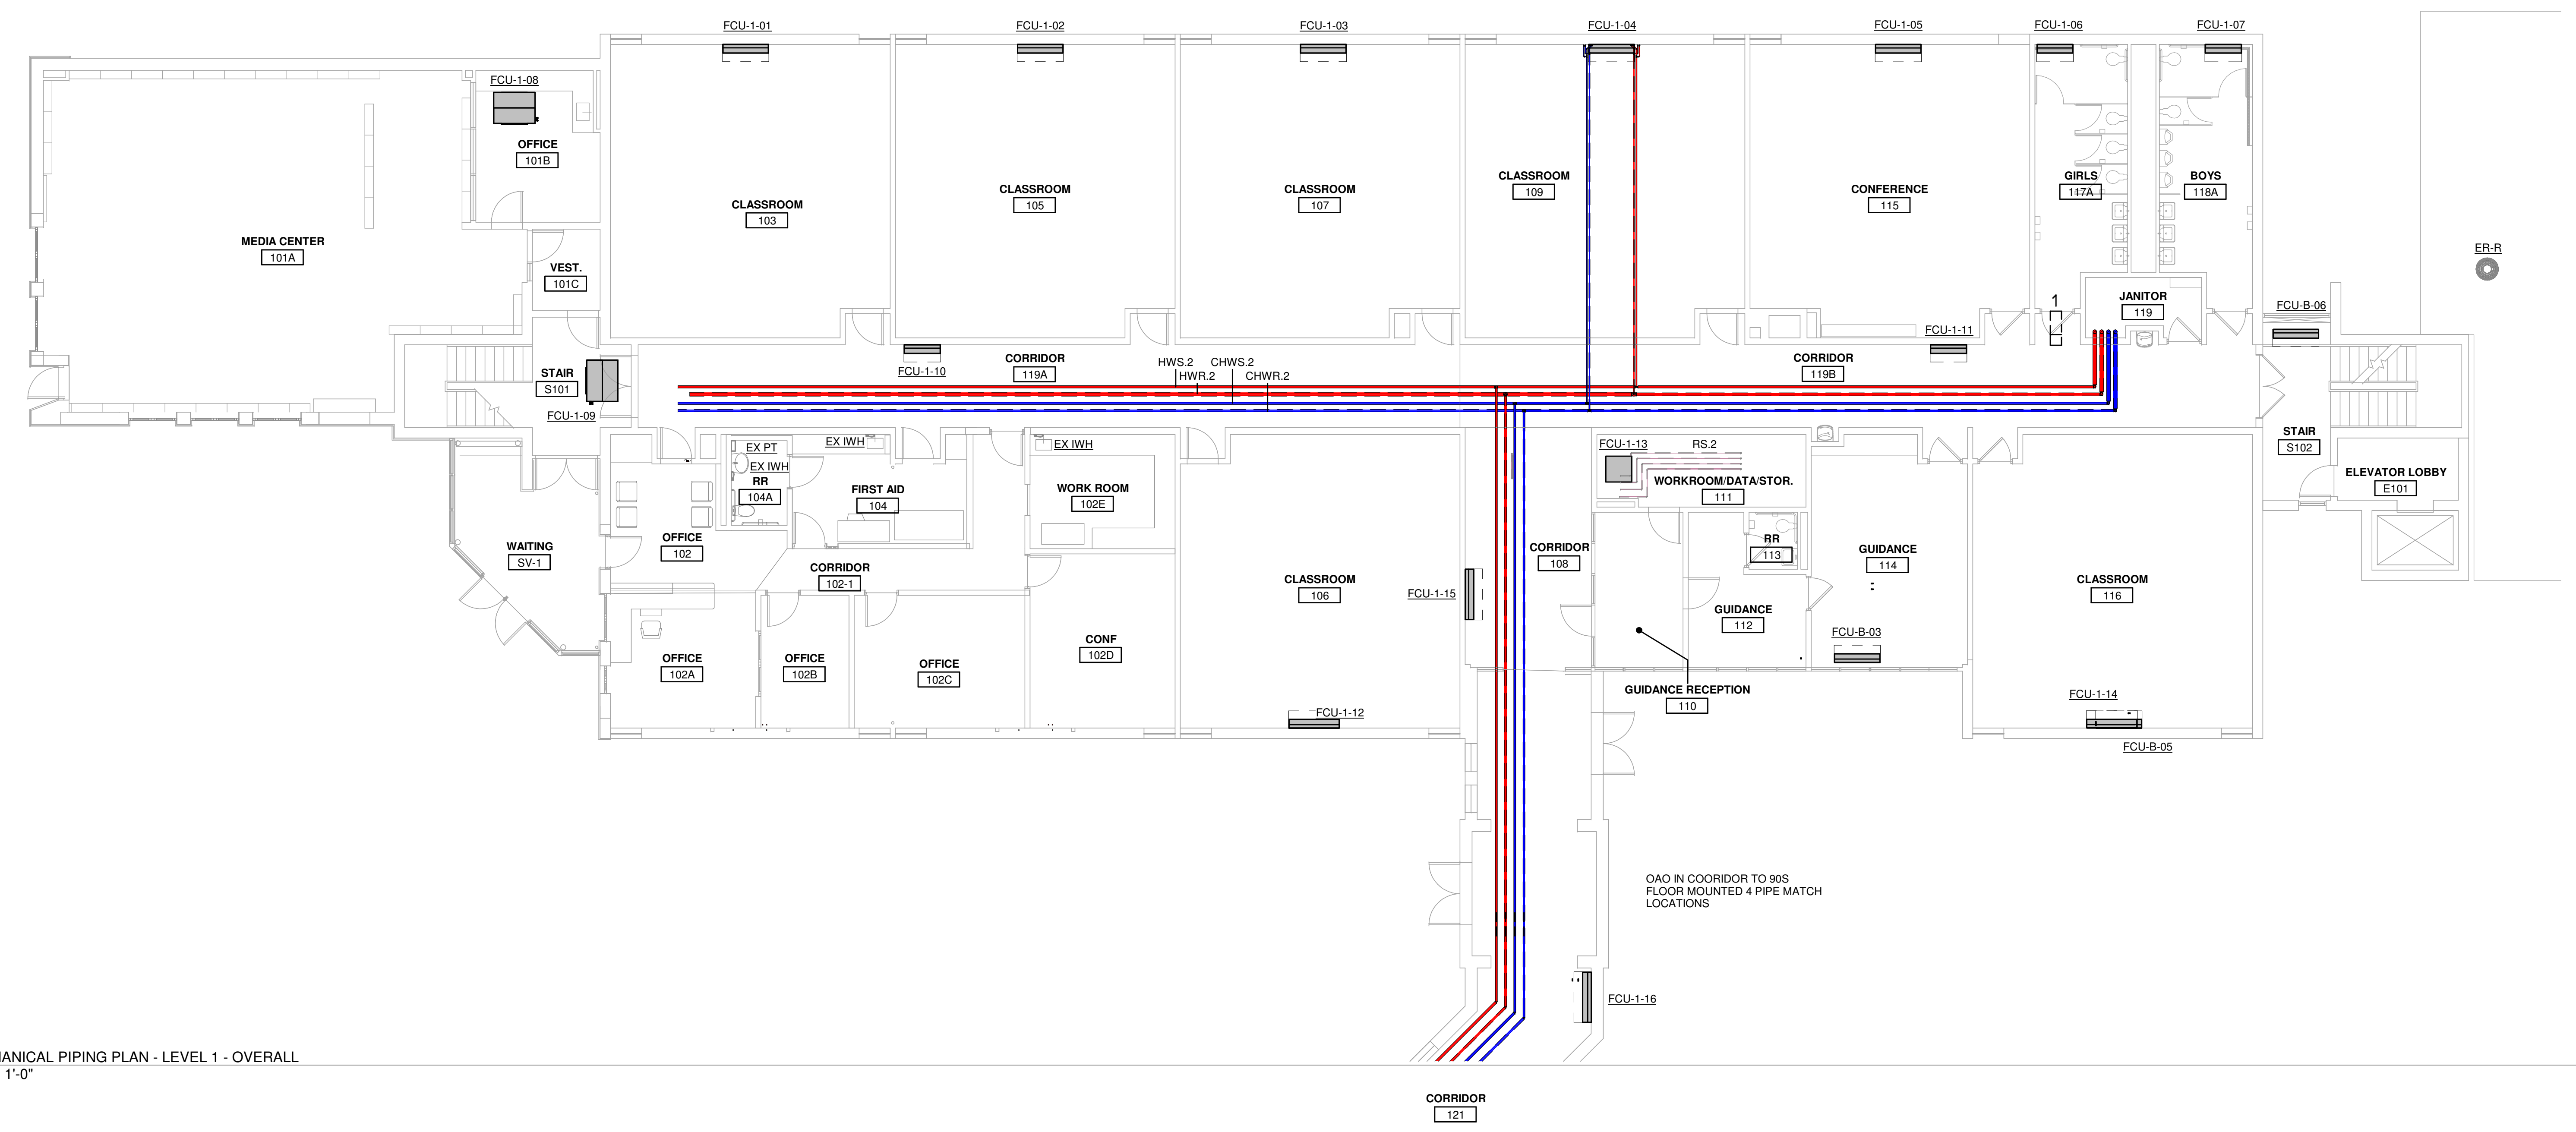 FCU-1-01
FCU-1-02
FCU-1-03
FCU-1-04
FCU-1-05
FCU-1-06
FCU-1-07
FCU-1-08
OFFICE
101B
CLASSROOM
103
CLASSROOM
105
CLASSROOM
107
CLASSROOM
109
CONFERENCE
115
GIRLS
117A
BOYS
118A
MEDIA CENTER
101A
VEST.
101C
ER-R
1
JANITOR
119
FCU-B-06
FCU-1-11
STAIR
S101
FCU-1-10
CORRIDOR
119A
HWS.2
HWR.2
CHWS.2
CHWR.2
CORRIDOR
119B
FCU-1-09
EX PT
EX IWH
EX IWH
EX IWH
RR
104A
FIRST AID
104
WORK ROOM
102E
FCU-1-13
RS.2
WORKROOM/DATA/STOR.
111
STAIR
S102
ELEVATOR LOBBY
E101
WAITING
SV-1
OFFICE
102
CORRIDOR
102-1
CLASSROOM
106
FCU-1-15
CORRIDOR
108
RR
113
GUIDANCE
114
CLASSROOM
116
GUIDANCE
112
FCU-B-03
OFFICE
102A
OFFICE
102B
OFFICE
102C
CONF
102D
GUIDANCE RECEPTION
110
FCU-1-12
FCU-1-14
FCU-B-05
OAO IN COORIDOR TO 90S
FLOOR MOUNTED 4 PIPE MATCH
LOCATIONS
FCU-1-16
ANICAL PIPING PLAN - LEVEL 1 - OVERALL
1'-0"
CORRIDOR
121